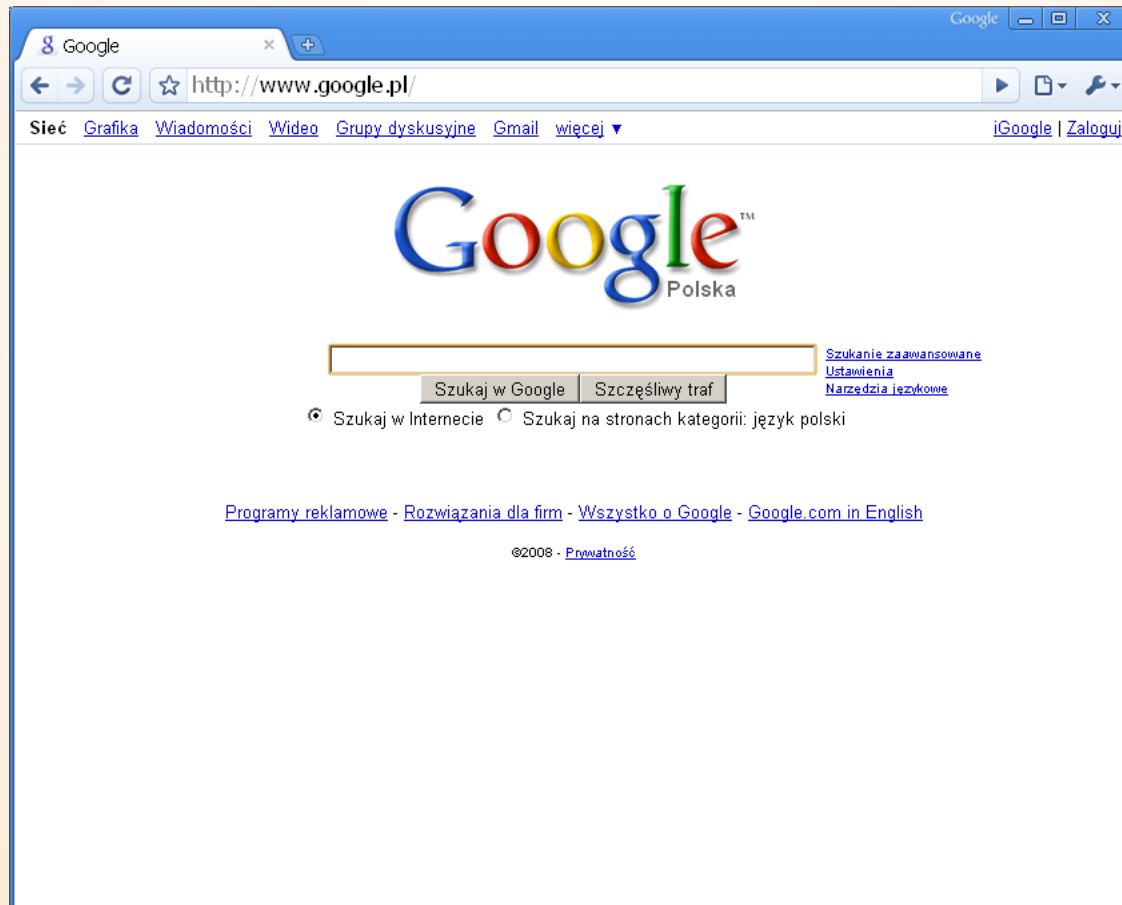 Google
g Google
http://www.google.pl/
Sieć Grafika Wiadomości Wideo Grupy dyskusyjne Gmail więcej ▼ iGoogle | Zaloguj
Google™
Polska
Szukanie zaawansowane
Ustawienia
Narzędzia językowe
Szukaj w Google Szczęśliwy traf
Szukaj w Internecie Szukaj na stronach kategorii: język polski
Programy reklamowe - Rozwiązania dla firm - Wszystko o Google - Google.com in English
©2008 - Prywatność